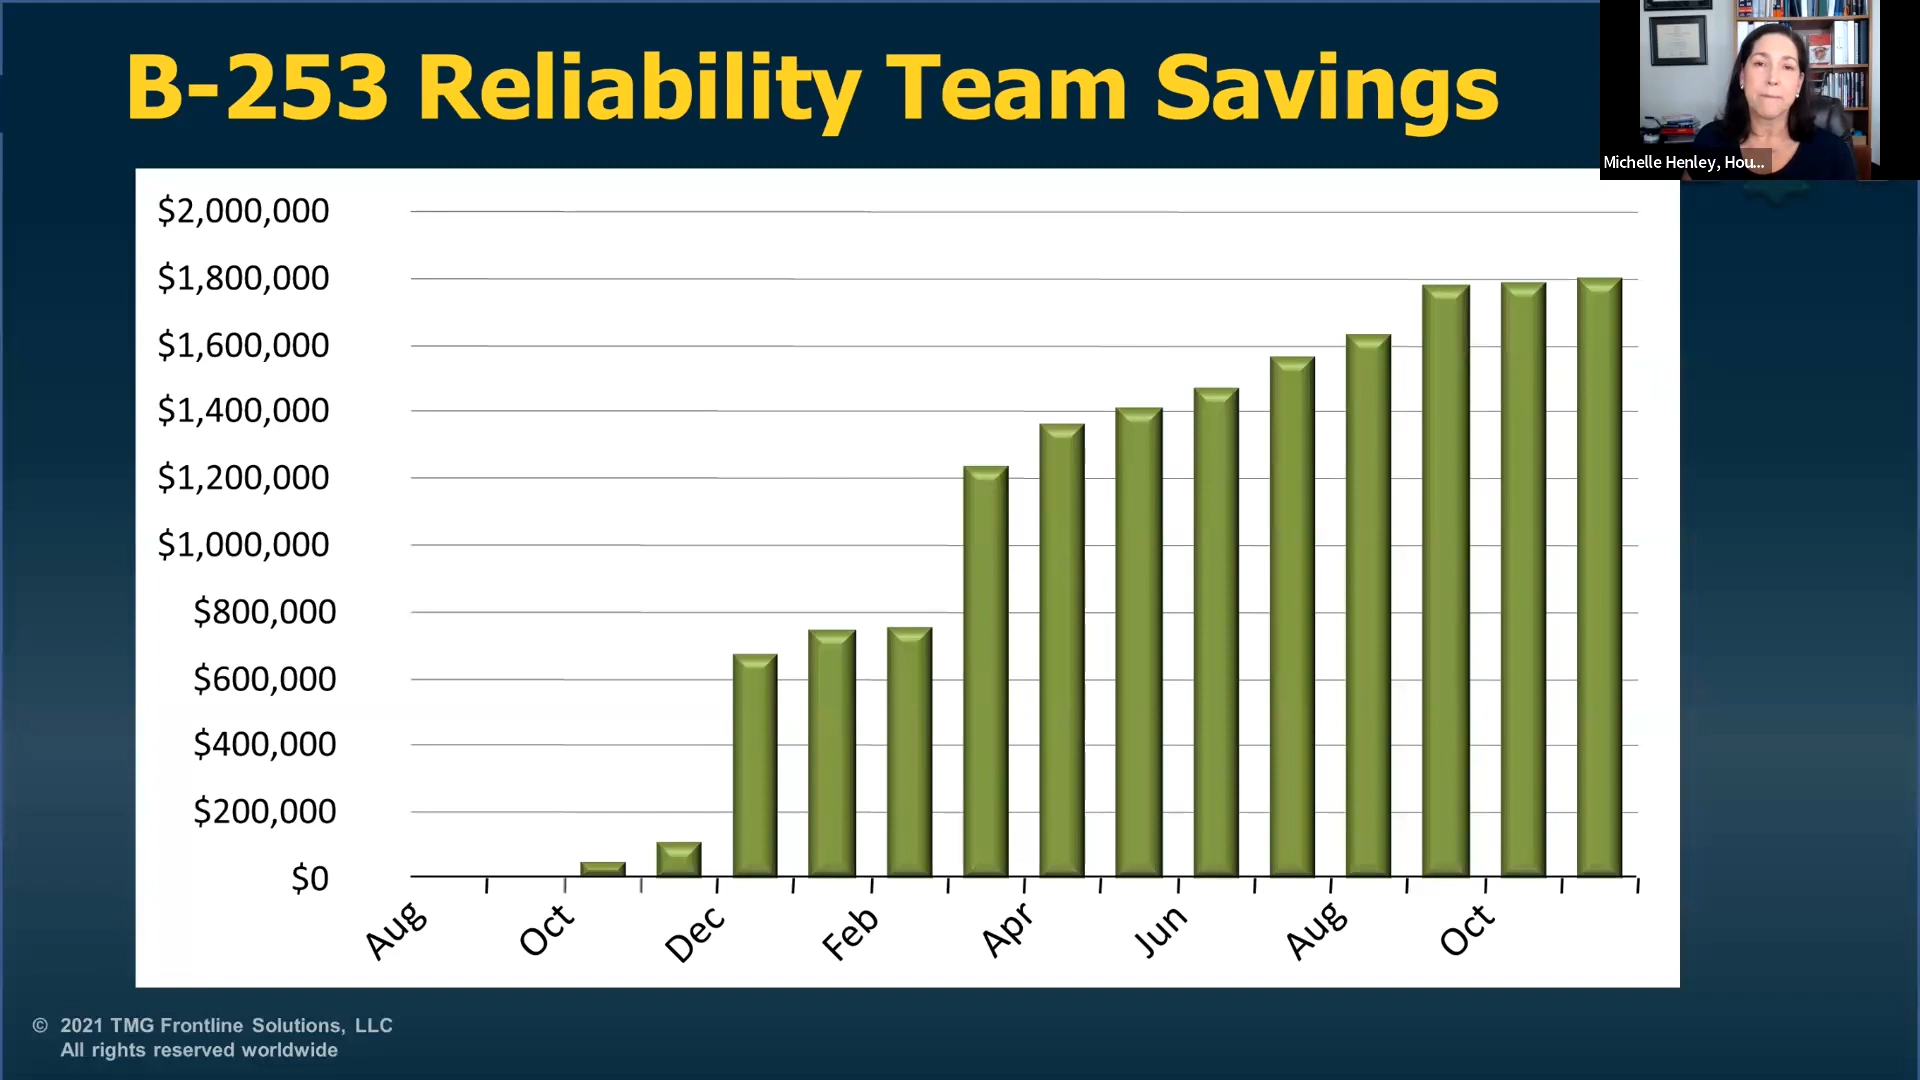 B-253 Reliability Team Savings
Michelle Henley, Hou...
$2,000,000
$1,800,000
$1,600,000
$1,400,000
$1,200,000
$1,000,000
$800,000
$600,000
$400,000
$200,000
$0
Aug Oct Dec Feb Apr Jun Aug Oct
© 2021 TMG Frontline Solutions, LLC
All rights reserved worldwide